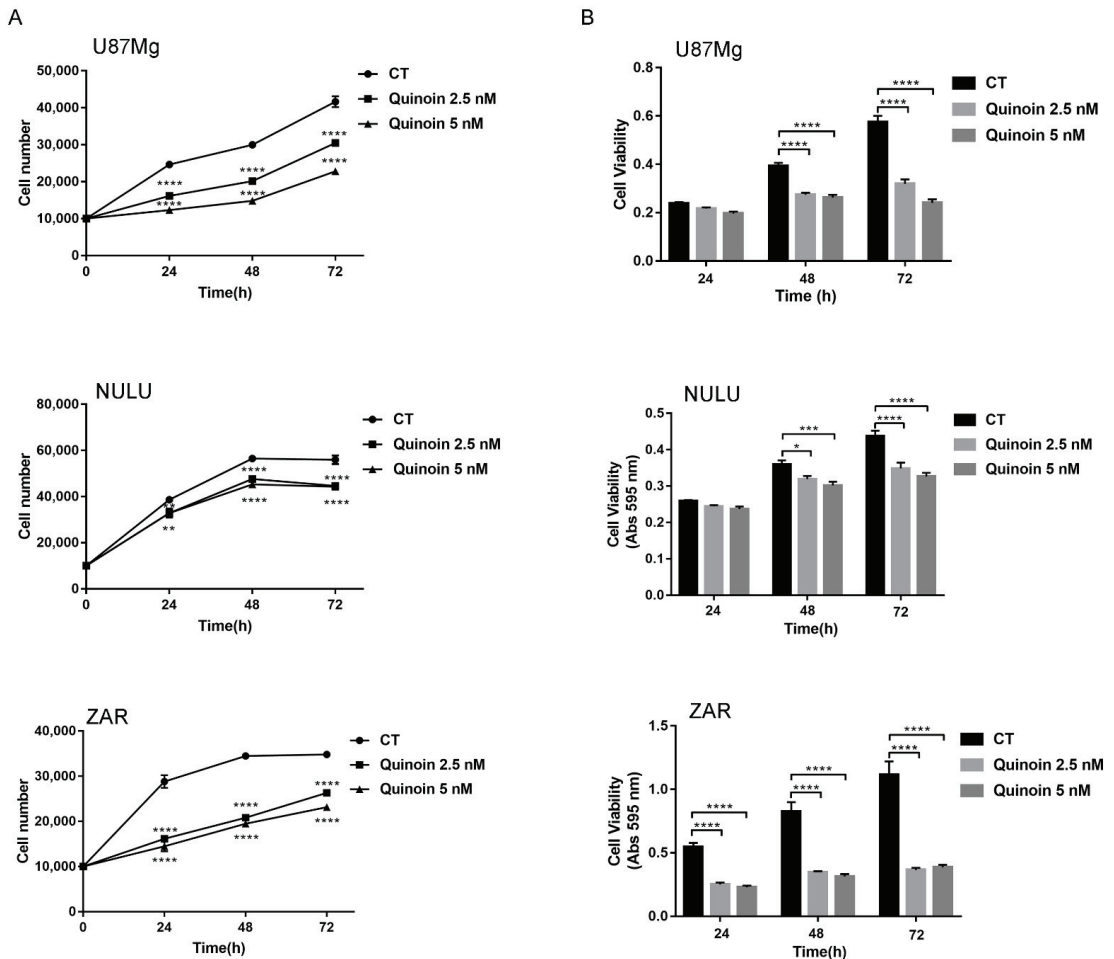 A
U87Mg
50,000
40,000
30,000
20,000
10,000
0
Cell number
****
****
****
****
****
****
0 24 48 72
Time(h)
CT
Quinoin 2.5 nM
Quinoin 5 nM
B
U87Mg
0.8
0.6
0.4
0.2
0.0
Cell Viability
****
****
****
****
24 48 72
Time (h)
CT
Quinoin 2.5 nM
Quinoin 5 nM
NULU
80,000
60,000
40,000
20,000
0
Cell number
**
**
****
****
****
****
0 24 48 72
Time(h)
CT
Quinoin 2.5 nM
Quinoin 5 nM
NULU
0.5
0.4
0.3
0.2
0.1
0.0
Cell Viability
(Abs 595 nm)
***
*
****
****
24 48 72
Time(h)
CT
Quinoin 2.5 nM
Quinoin 5 nM
ZAR
40,000
30,000
20,000
10,000
0
Cell number
****
****
****
****
****
****
0 24 48 72
Time(h)
CT
Quinoin 2.5 nM
Quinoin 5 nM
ZAR
1.5
1.0
0.5
0.0
Cell Viability
(Abs 595 nm)
****
****
****
****
****
****
24 48 72
Time(h)
CT
Quinoin 2.5 nM
Quinoin 5 nM